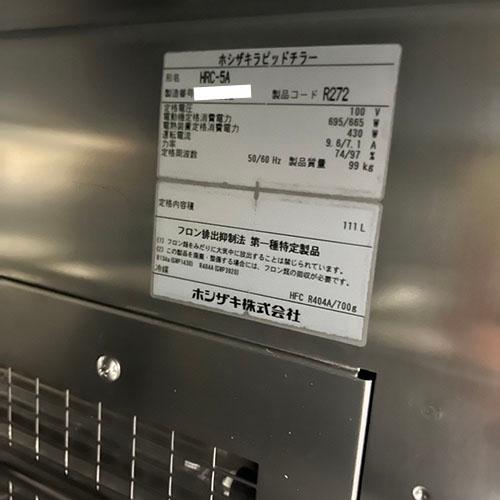 ホシザキラピッドチラー
形名 HRC-5A
製造番号
製品コード R272
定格電圧 100 V
電動機定格消費電力 695/665 W
電熱装置定格消費電力 430 W
運転電流 9.6/7.1 A
力率 74/97 %
定格周波数 50/60 Hz 製品質量 99 kg
定格内容積 111 L
フロン排出抑制法 第一種特定製品
(1) フロン類をみだりに大気中に放出することは禁じられています。
(2) この製品を廃棄・整備する場合には、フロン類の回収が必要です。
R134a(GWP1430) R404A(GWP3920)
冷媒 HFC R404A/700g
ホシザキ株式会社